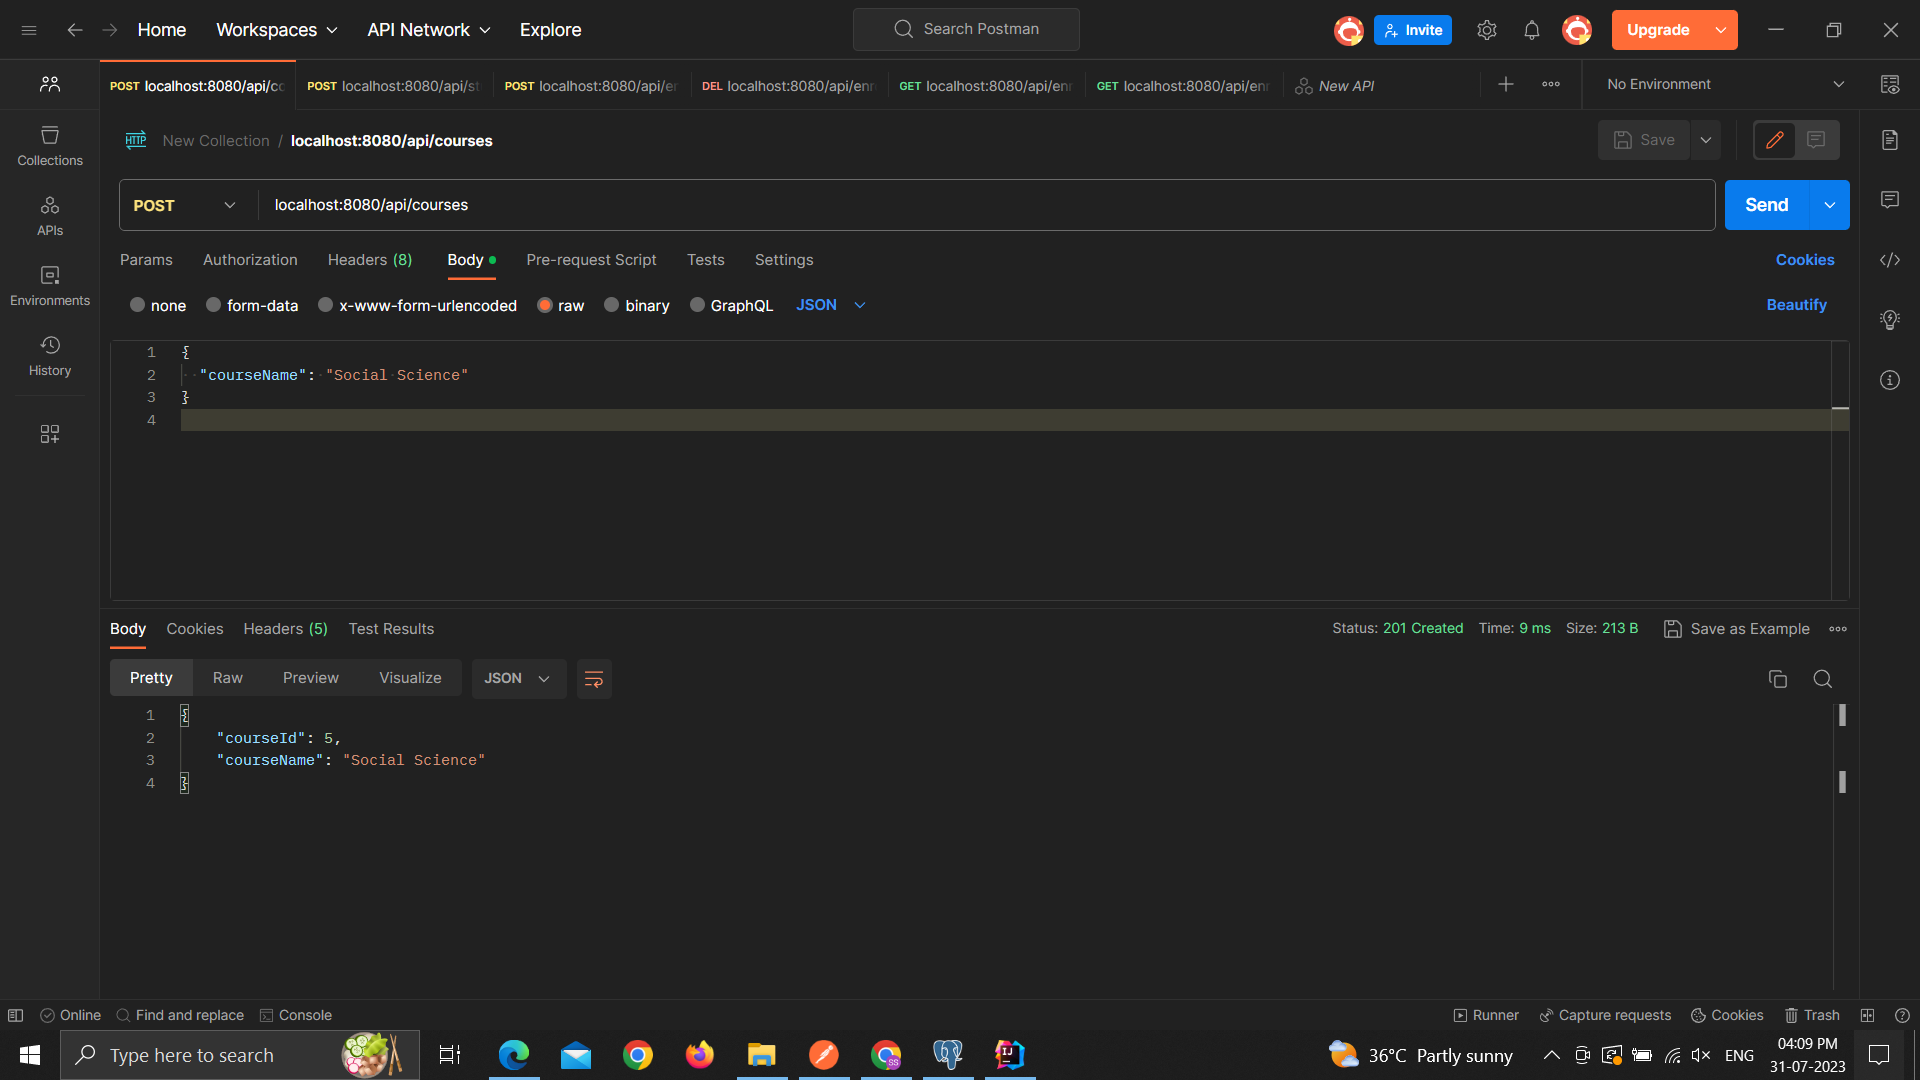 Home Workspaces API Network Explore Search Postman Invite Upgrade
POST localhost:8080/api/co POST localhost:8080/api/st POST localhost:8080/api/er DEL localhost:8080/api/enr GET localhost:8080/api/enr GET localhost:8080/api/enr New API No Environment
HTTP New Collection / localhost:8080/api/courses Save
Collections
APIs
Environments
History
POST localhost:8080/api/courses Send
Params Authorization Headers (8) Body Pre-request Script Tests Settings Cookies
none form-data x-www-form-urlencoded raw binary GraphQL JSON Beautify
1 {
2 "courseName": "Social Science"
3 }
4
Body Cookies Headers (5) Test Results Status: 201 Created Time: 9 ms Size: 213 B Save as Example
Pretty Raw Preview Visualize JSON
1 {
2 "courseId": 5,
3 "courseName": "Social Science"
4 }
Online Find and replace Console Runner Capture requests Cookies Trash
Type here to search 36°C Partly sunny ENG 04:09 PM
31-07-2023